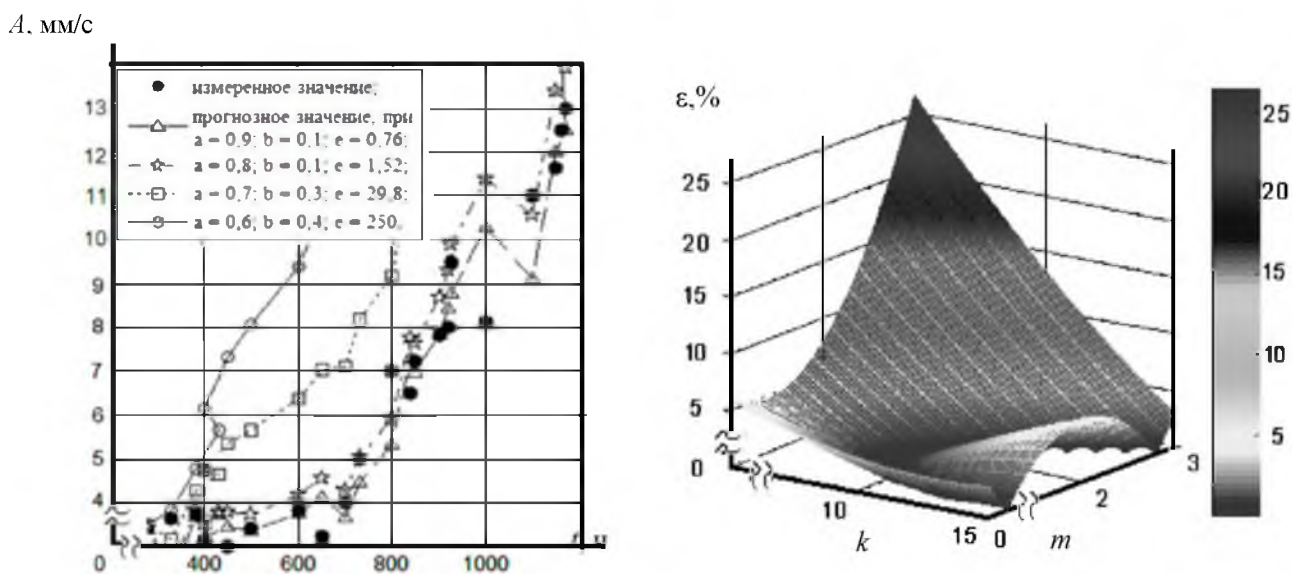 A, мм/с
измеренное значение;
прогнозное значение, при
a = 0,9; b = 0,1; e = 0,76;
a = 0,8; b = 0,1; e = 1,52;
a = 0,7; b = 0,3; e = 29,8;
a = 0,6; b = 0,4; e = 250.
13
12
11
10
9
8
7
6
5
4
0
400
600
800
1000
t, ч
ε,%
25
20
15
10
5
0
10
15
k
0
2
3
m
25
20
15
10
5